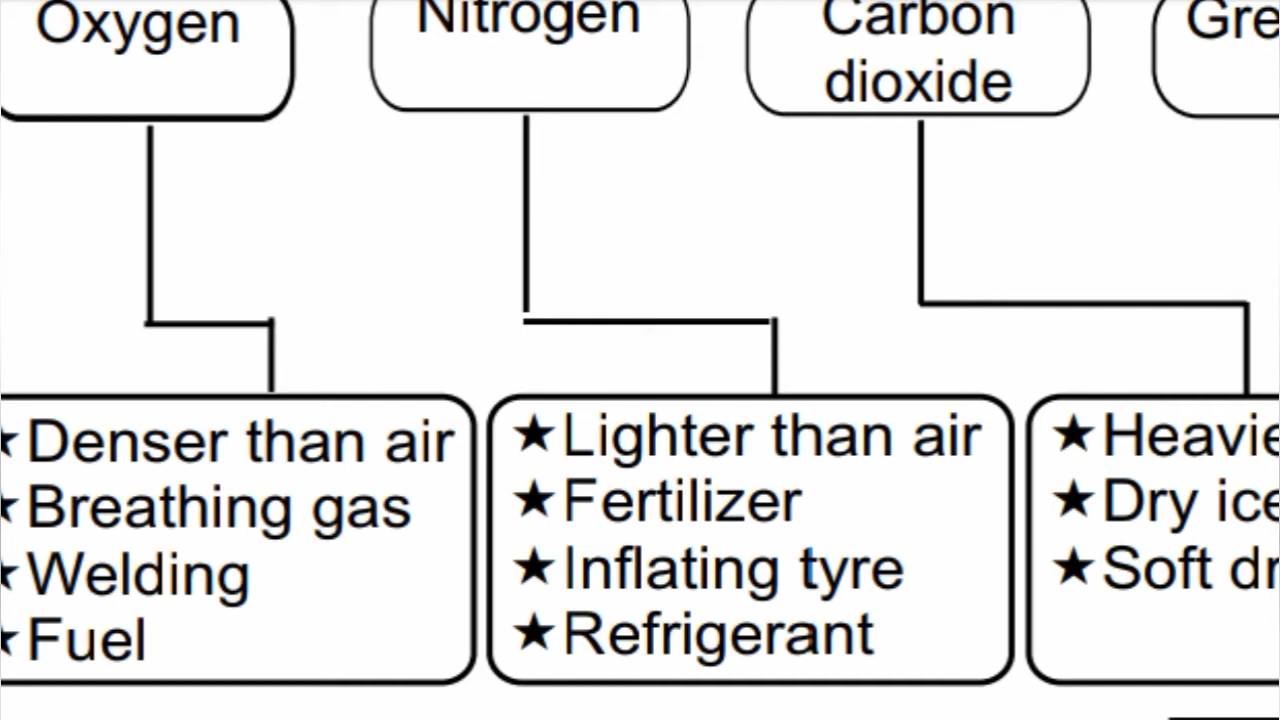 Oxygen
Nitrogen
Carbon
dioxide
★Denser than air
★Breathing gas
★Welding
★Fuel
★Lighter than air
★Fertilizer
★Inflating tyre
★Refrigerant
★
★Dry ice
★Soft